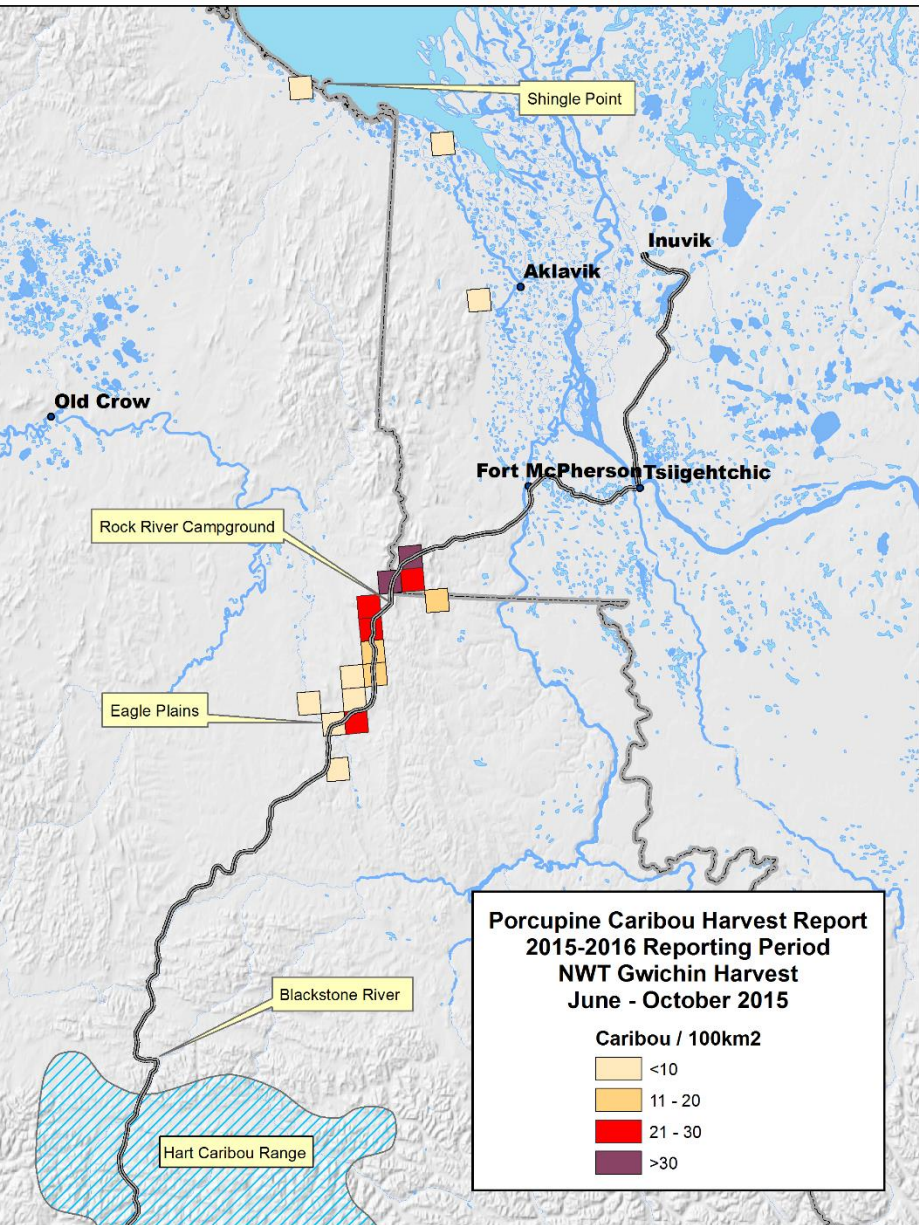 Shingle Point
Inuvik
Aklavik
Old Crow
Fort McPherson
Tsiigehtchic
Rock River Campground
Eagle Plains
Blackstone River
Hart Caribou Range
Porcupine Caribou Harvest Report
2015-2016 Reporting Period
NWT Gwichin Harvest
June - October 2015
Caribou / 100km2
<10
11 - 20
21 - 30
>30